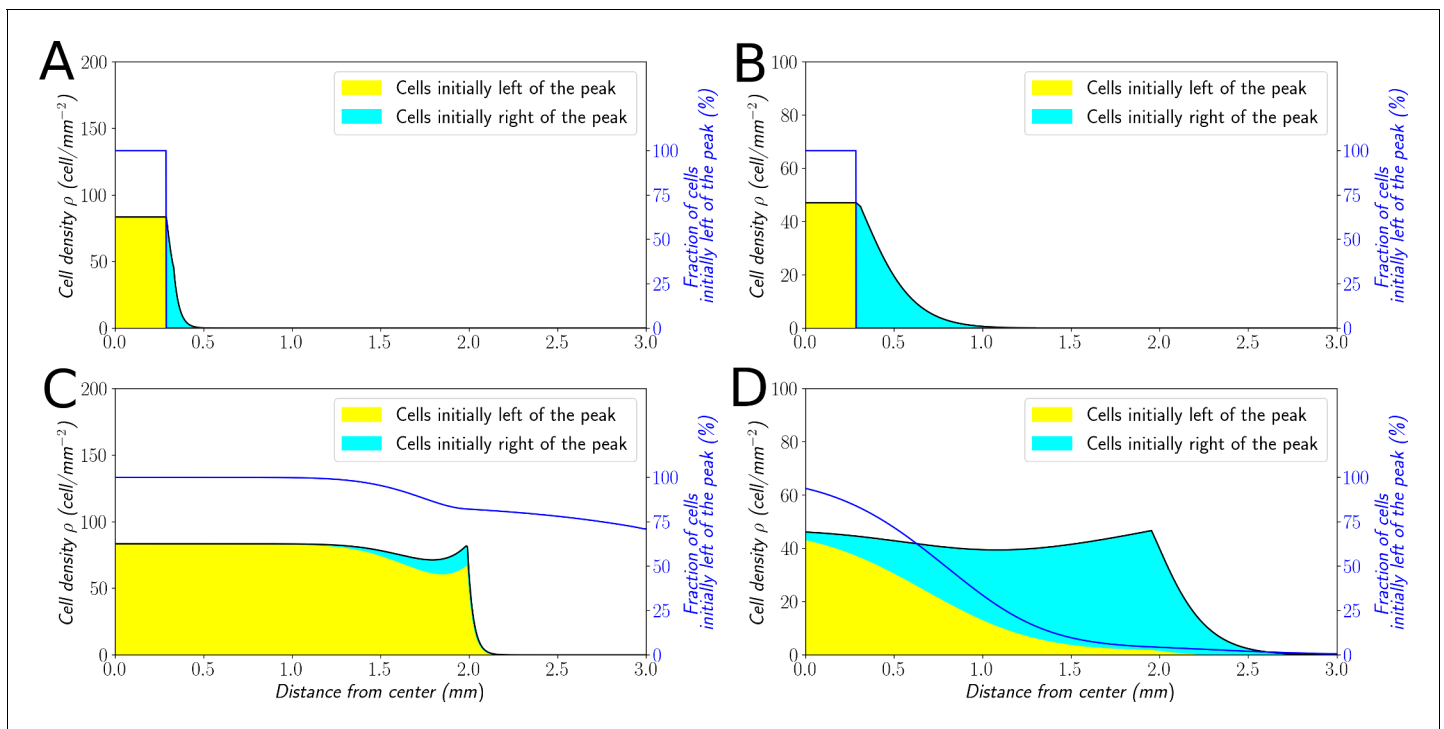 A
Cell density ρ (cell/mm⁻²)
200
150
100
50
0
0.0 0.5 1.0 1.5 2.0 2.5 3.0
Cells initially left of the peak
Cells initially right of the peak
100
75
50
25
0
Fraction of cells
initially left of the peak (%)
B
Cell density ρ (cell/mm⁻²)
100
80
60
40
20
0
0.0 0.5 1.0 1.5 2.0 2.5 3.0
Cells initially left of the peak
Cells initially right of the peak
100
75
50
25
0
Fraction of cells
initially left of the peak (%)
C
Cell density ρ (cell/mm⁻²)
200
150
100
50
0
0.0 0.5 1.0 1.5 2.0 2.5 3.0
Distance from center (mm)
Cells initially left of the peak
Cells initially right of the peak
100
75
50
25
0
Fraction of cells
initially left of the peak (%)
D
Cell density ρ (cell/mm⁻²)
100
80
60
40
20
0
0.0 0.5 1.0 1.5 2.0 2.5 3.0
Distance from center (mm)
Cells initially left of the peak
Cells initially right of the peak
100
75
50
25
0
Fraction of cells
initially left of the peak (%)